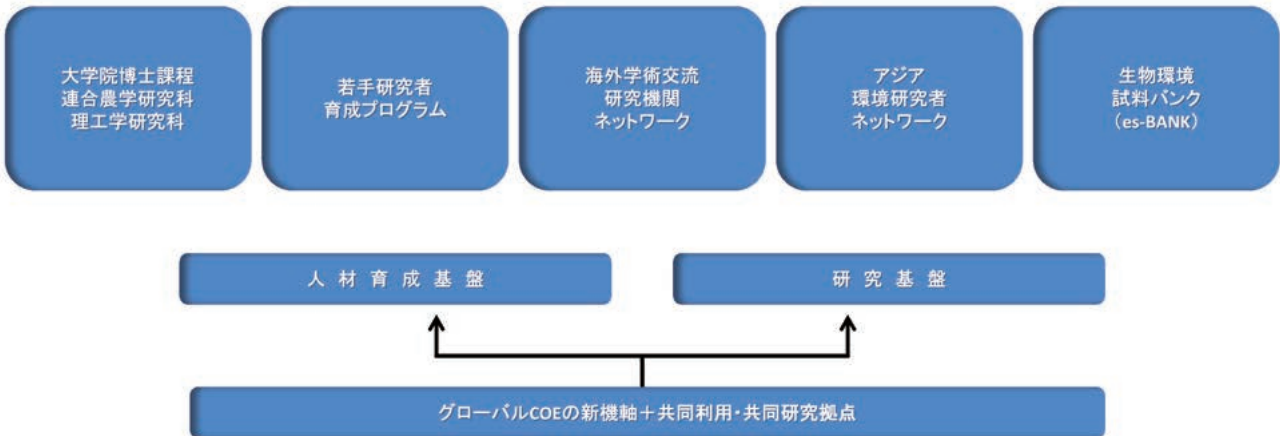 大学院博士課程
連合農学研究科
理工学研究科
若手研究者
育成プログラム
海外学術交流
研究機関
ネットワーク
アジア
環境研究者
ネットワーク
生物環境
試料バンク
（es-BANK）
人材育成基盤
研究基盤
グローバルCOEの新機軸＋共同利用・共同研究拠点